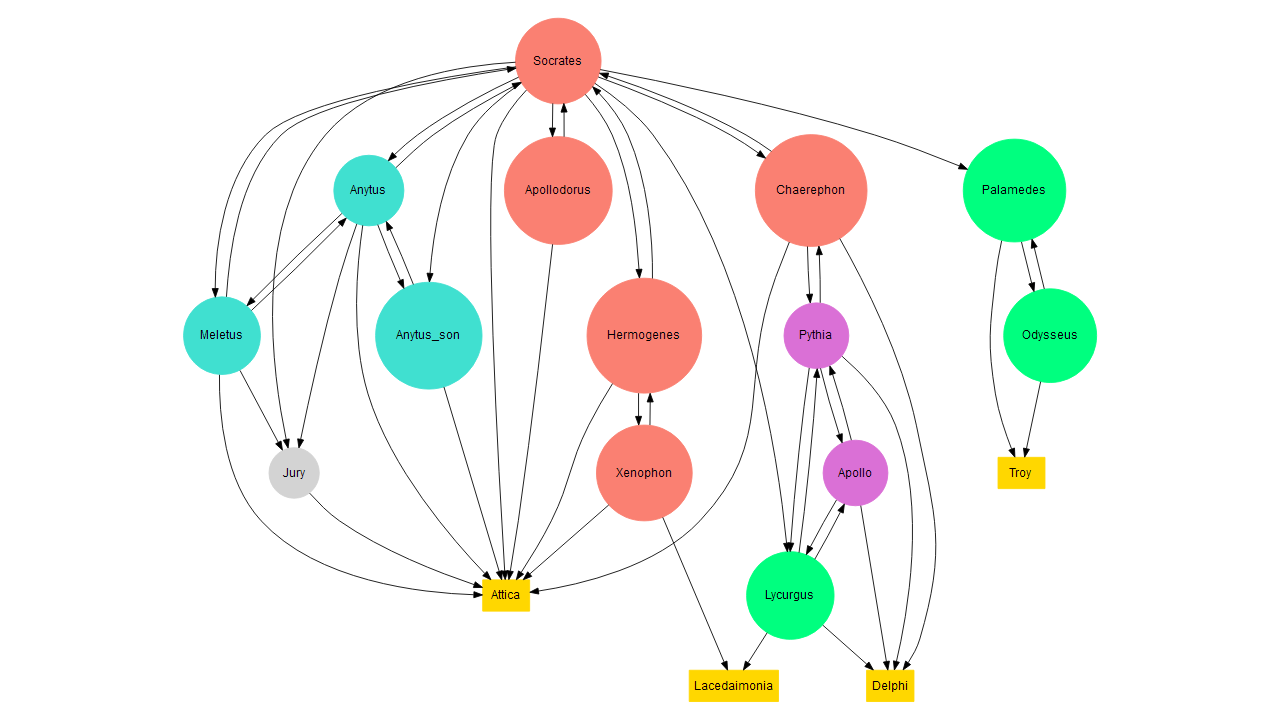 Socrates
Anytus
Apollodorus
Chaerephon
Palamedes
Meletus
Anytus_son
Hermogenes
Pythia
Odysseus
Jury
Xenophon
Apollo
Troy
Attica
Lycurgus
Lacedaimonia
Delphi